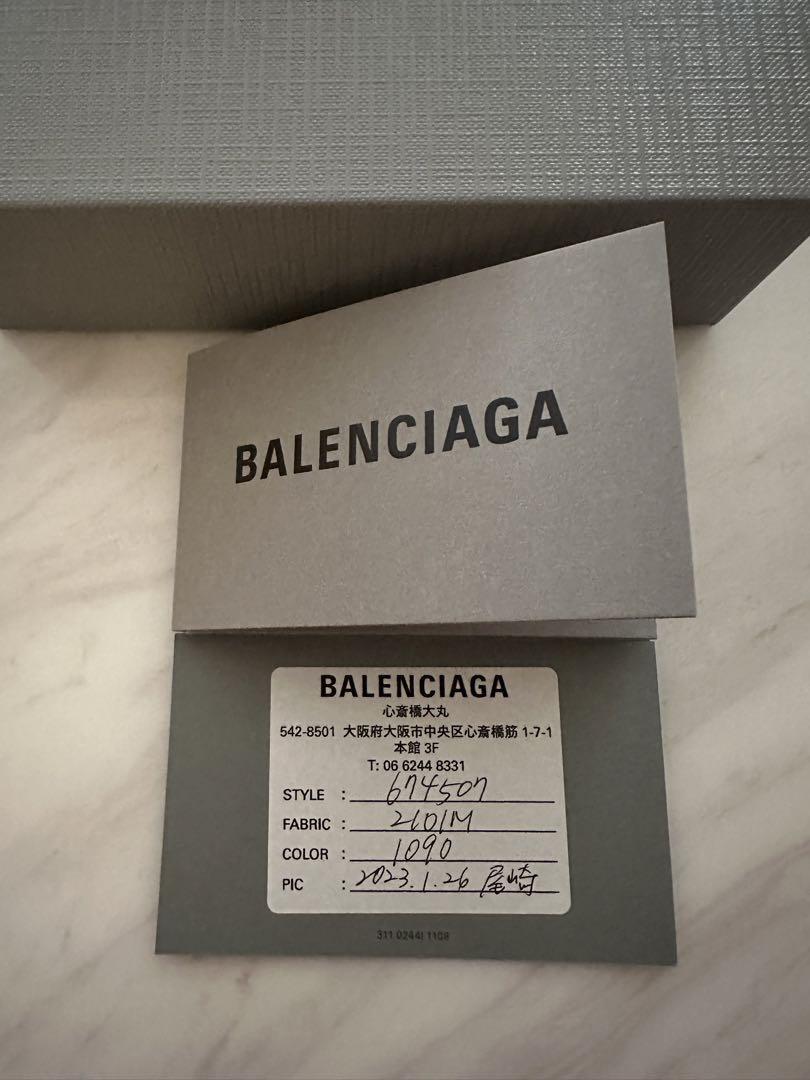 BALENCIAGA
BALENCIAGA
心斎橋大丸
542-8501 大阪府大阪市中央区心斎橋筋 1-7-1
本館 3F
T: 06 6244 8331
STYLE : 674507
FABRIC : 2101M
COLOR : 1090
PIC : 2023.1.26 尾崎
311 02441 1108